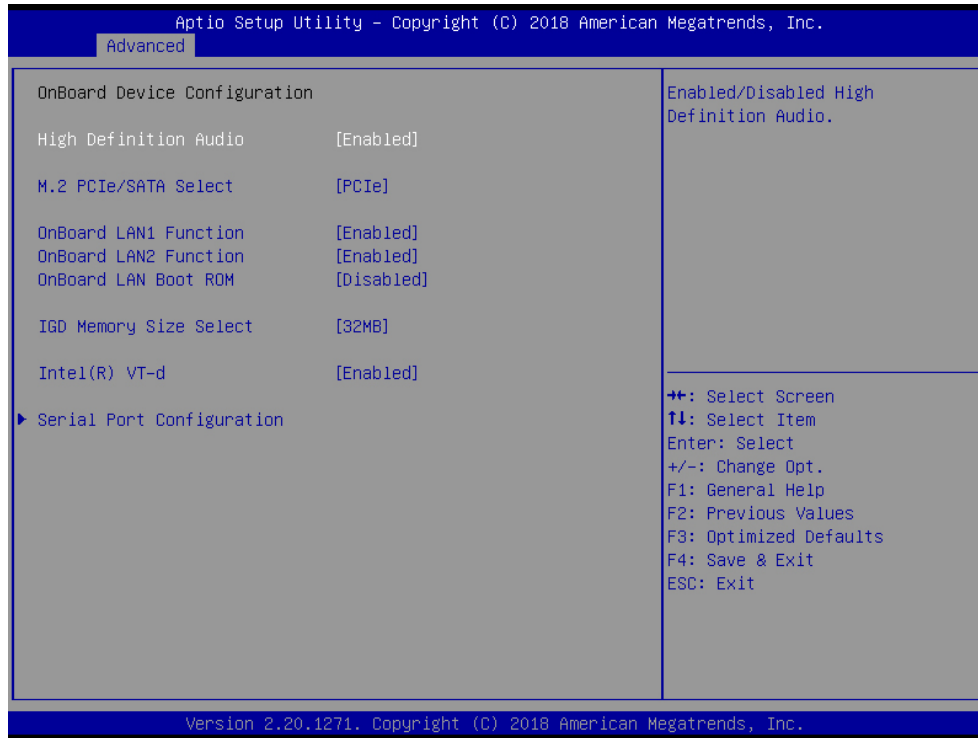 Aptio Setup Utility – Copyright (C) 2018 American Megatrends, Inc.
Advanced
OnBoard Device Configuration
High Definition Audio [Enabled]
M.2 PCIe/SATA Select [PCIe]
OnBoard LAN1 Function [Enabled]
OnBoard LAN2 Function [Enabled]
OnBoard LAN Boot ROM [Disabled]
IGD Memory Size Select [32MB]
Intel(R) VT-d [Enabled]
Serial Port Configuration
Enabled/Disabled High
Definition Audio.
→←: Select Screen
↑↓: Select Item
Enter: Select
+/-: Change Opt.
F1: General Help
F2: Previous Values
F3: Optimized Defaults
F4: Save & Exit
ESC: Exit
Version 2.20.1271. Copyright (C) 2018 American Megatrends, Inc.